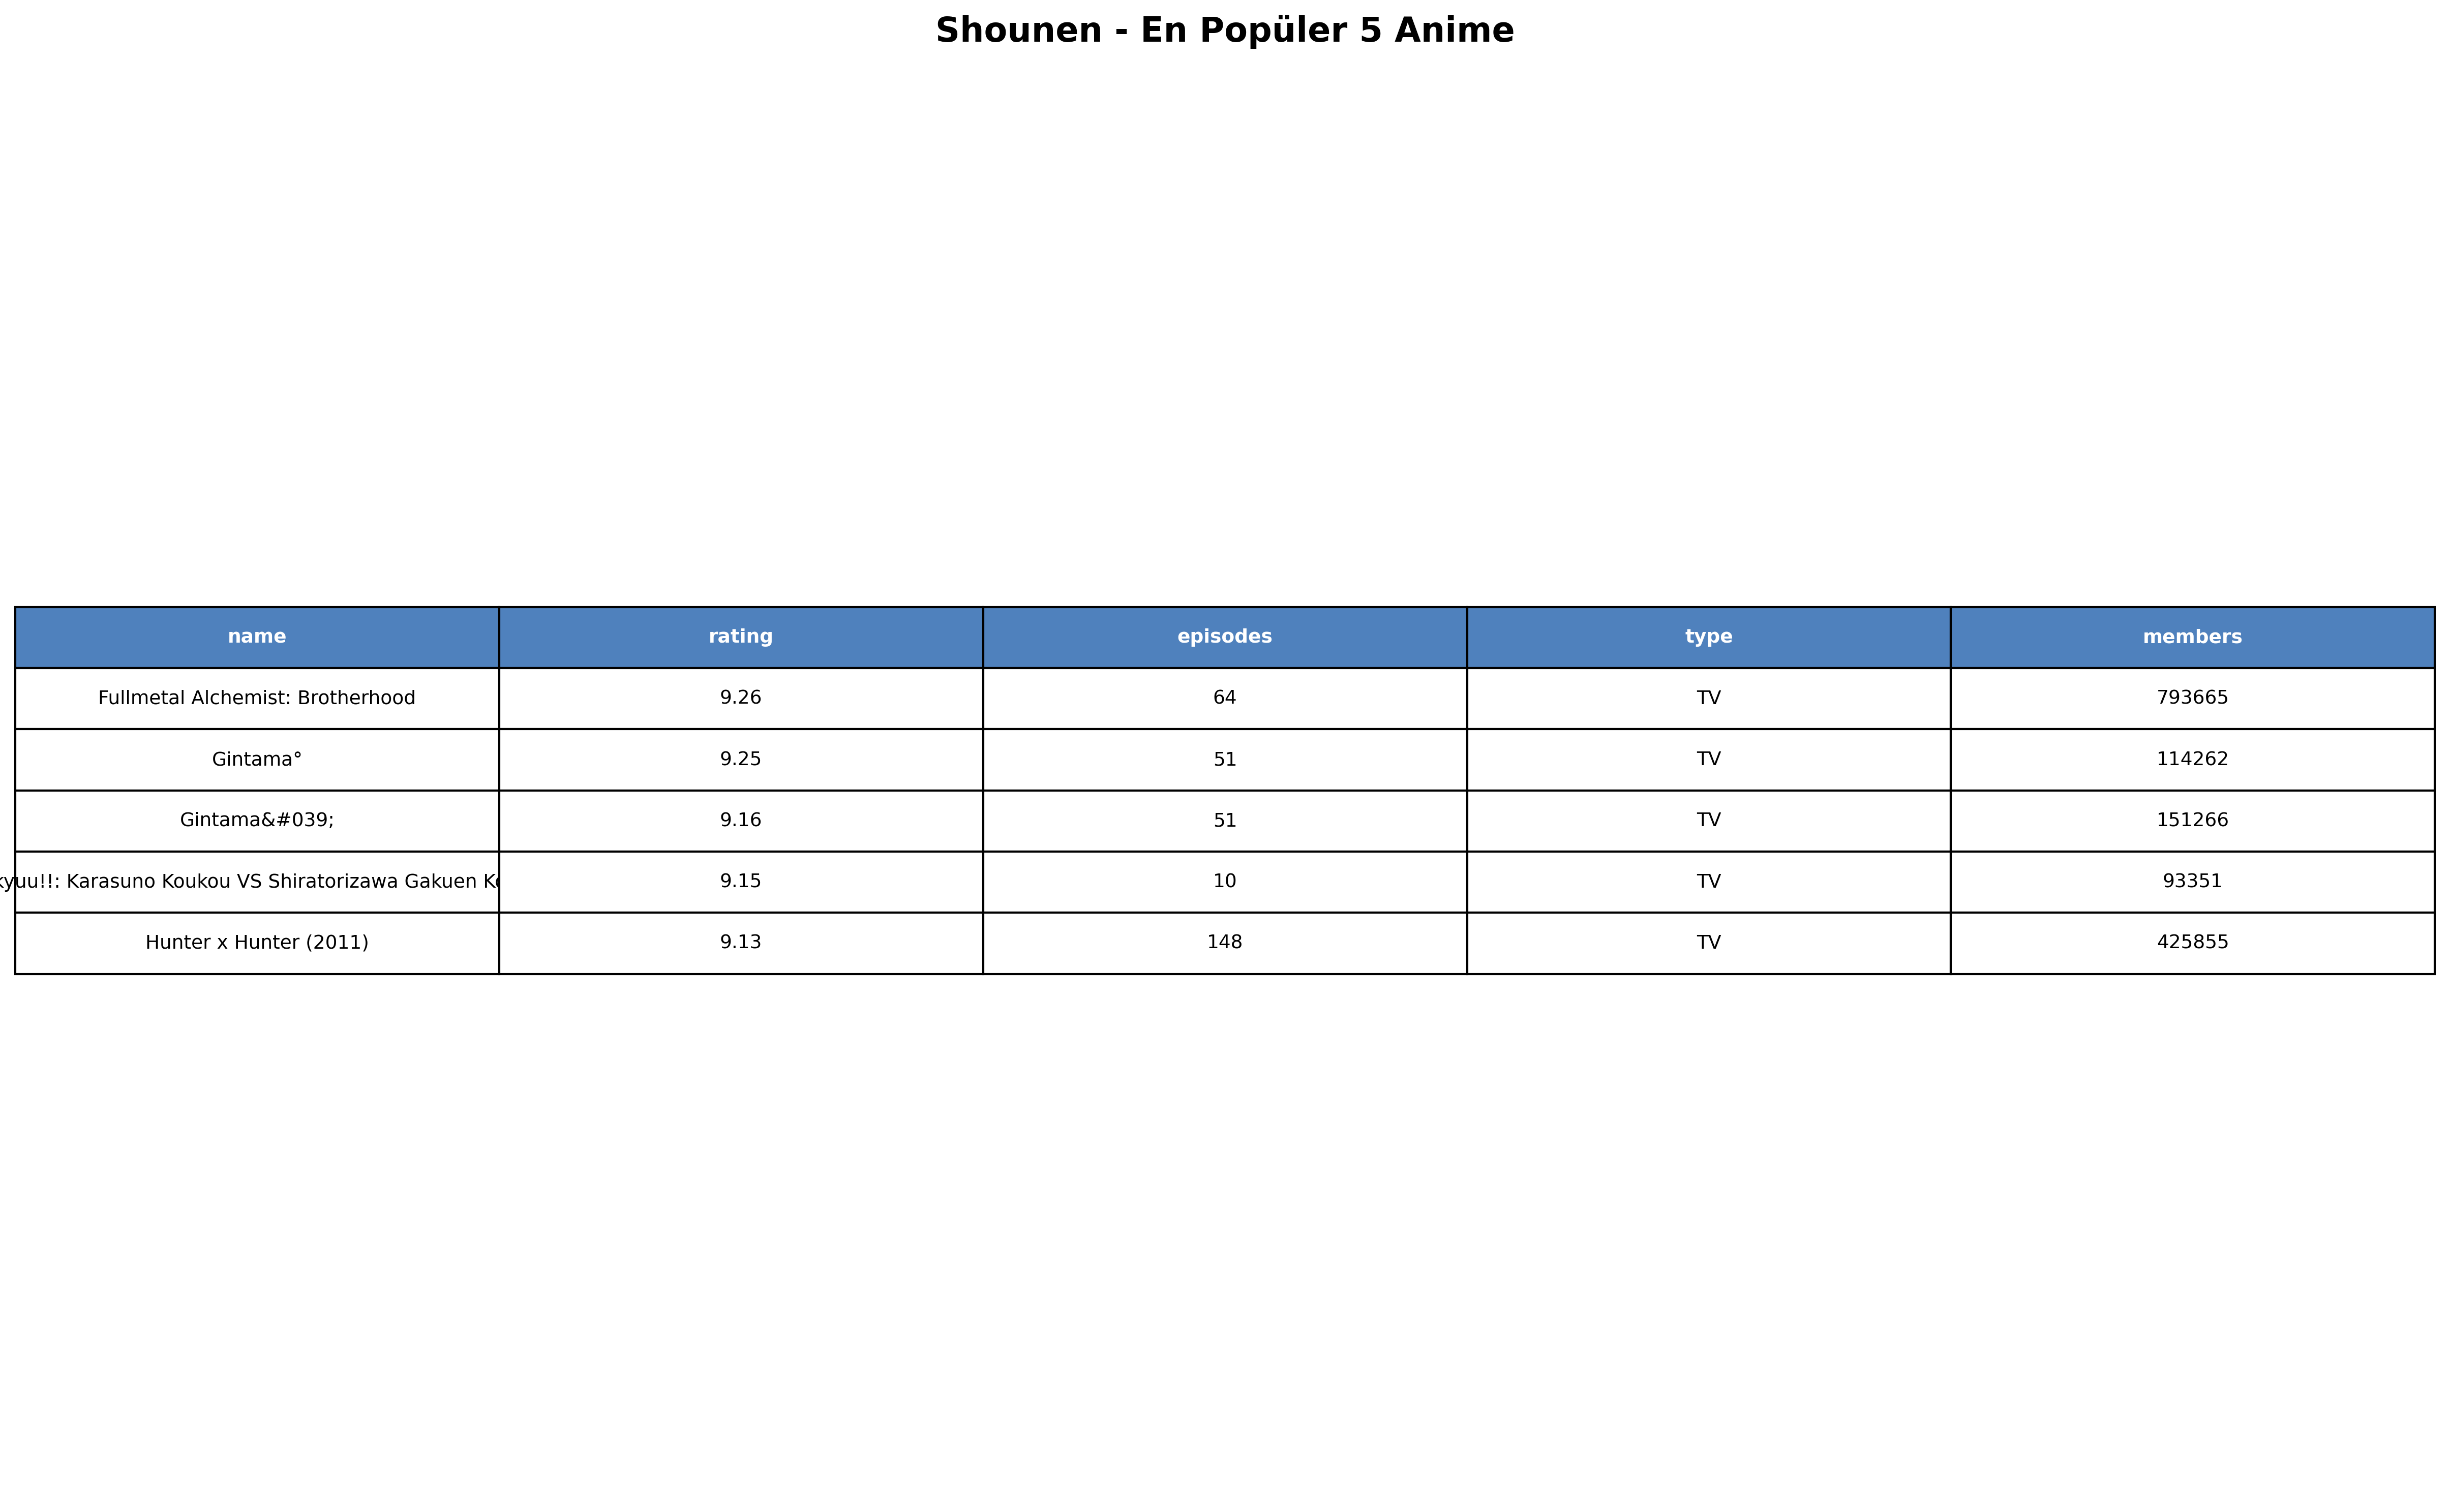 Shounen - En Popüler 5 Anime
name rating episodes type members
Fullmetal Alchemist: Brotherhood 9.26 64 TV 793665
Gintama° 9.25 51 TV 114262
Gintama&#039; 9.16 51 TV 151266
kyuu!!: Karasuno Koukou VS Shiratorizawa Gakuen 9.15 10 TV 93351
Hunter x Hunter (2011) 9.13 148 TV 425855